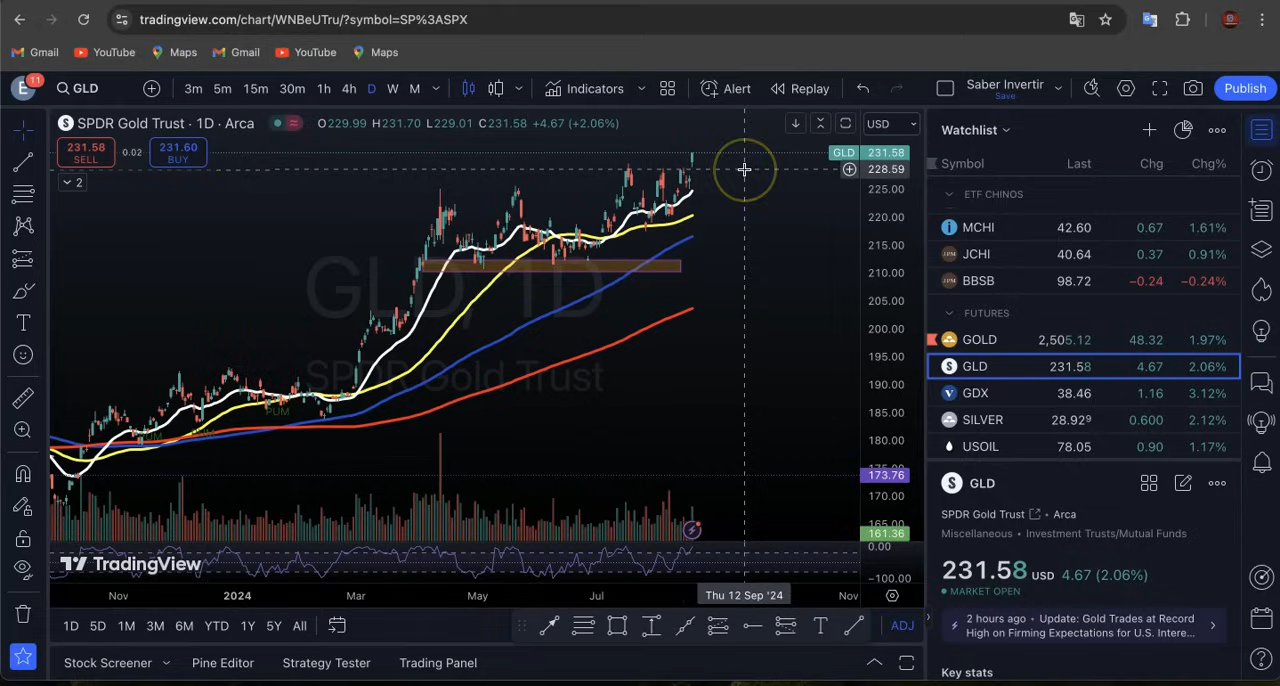 tradingview.com/chart/WNBeUTru/?symbol=SP%3ASPX
Gmail YouTube Maps Gmail YouTube Maps
E 11 GLD 3m 5m 15m 30m 1h 4h D W M Indicators Alert Replay Saber Invertir Save Publish
SPDR Gold Trust · 1D · Arca O229.99 H231.70 L229.01 C231.58 +4.67 (+2.06%) USD
231.58 SELL 0.02 231.60 BUY
2
GLD 231.58
228.59
225.00
220.00
215.00
210.00
205.00
200.00
195.00
190.00
185.00
180.00
173.76
170.00
165.00
161.36
0.00
−100.00
GLD, 1D
SPDR Gold Trust
PUM
TradingView
Nov 2024 Mar May Jul Thu 12 Sep '24 Nov
1D 5D 1M 3M 6M YTD 1Y 5Y All ADJ
Stock Screener Pine Editor Strategy Tester Trading Panel
Watchlist
Symbol Last Chg Chg%
ETF CHINOS
MCHI 42.60 0.67 1.61%
JCHI 40.64 0.37 0.91%
BBSB 98.72 −0.24 −0.24%
FUTURES
GOLD 2,505.12 48.32 1.97%
GLD 231.58 4.67 2.06%
GDX 38.46 1.16 3.12%
SILVER 28.92⁹ 0.600 2.12%
USOIL 78.05 0.90 1.17%
GLD
SPDR Gold Trust • Arca
Miscellaneous • Investment Trusts/Mutual Funds
231.58 USD 4.67 (2.06%)
MARKET OPEN
2 hours ago • Update: Gold Trades at Record
High on Firming Expectations for U.S. Intere...
Key stats